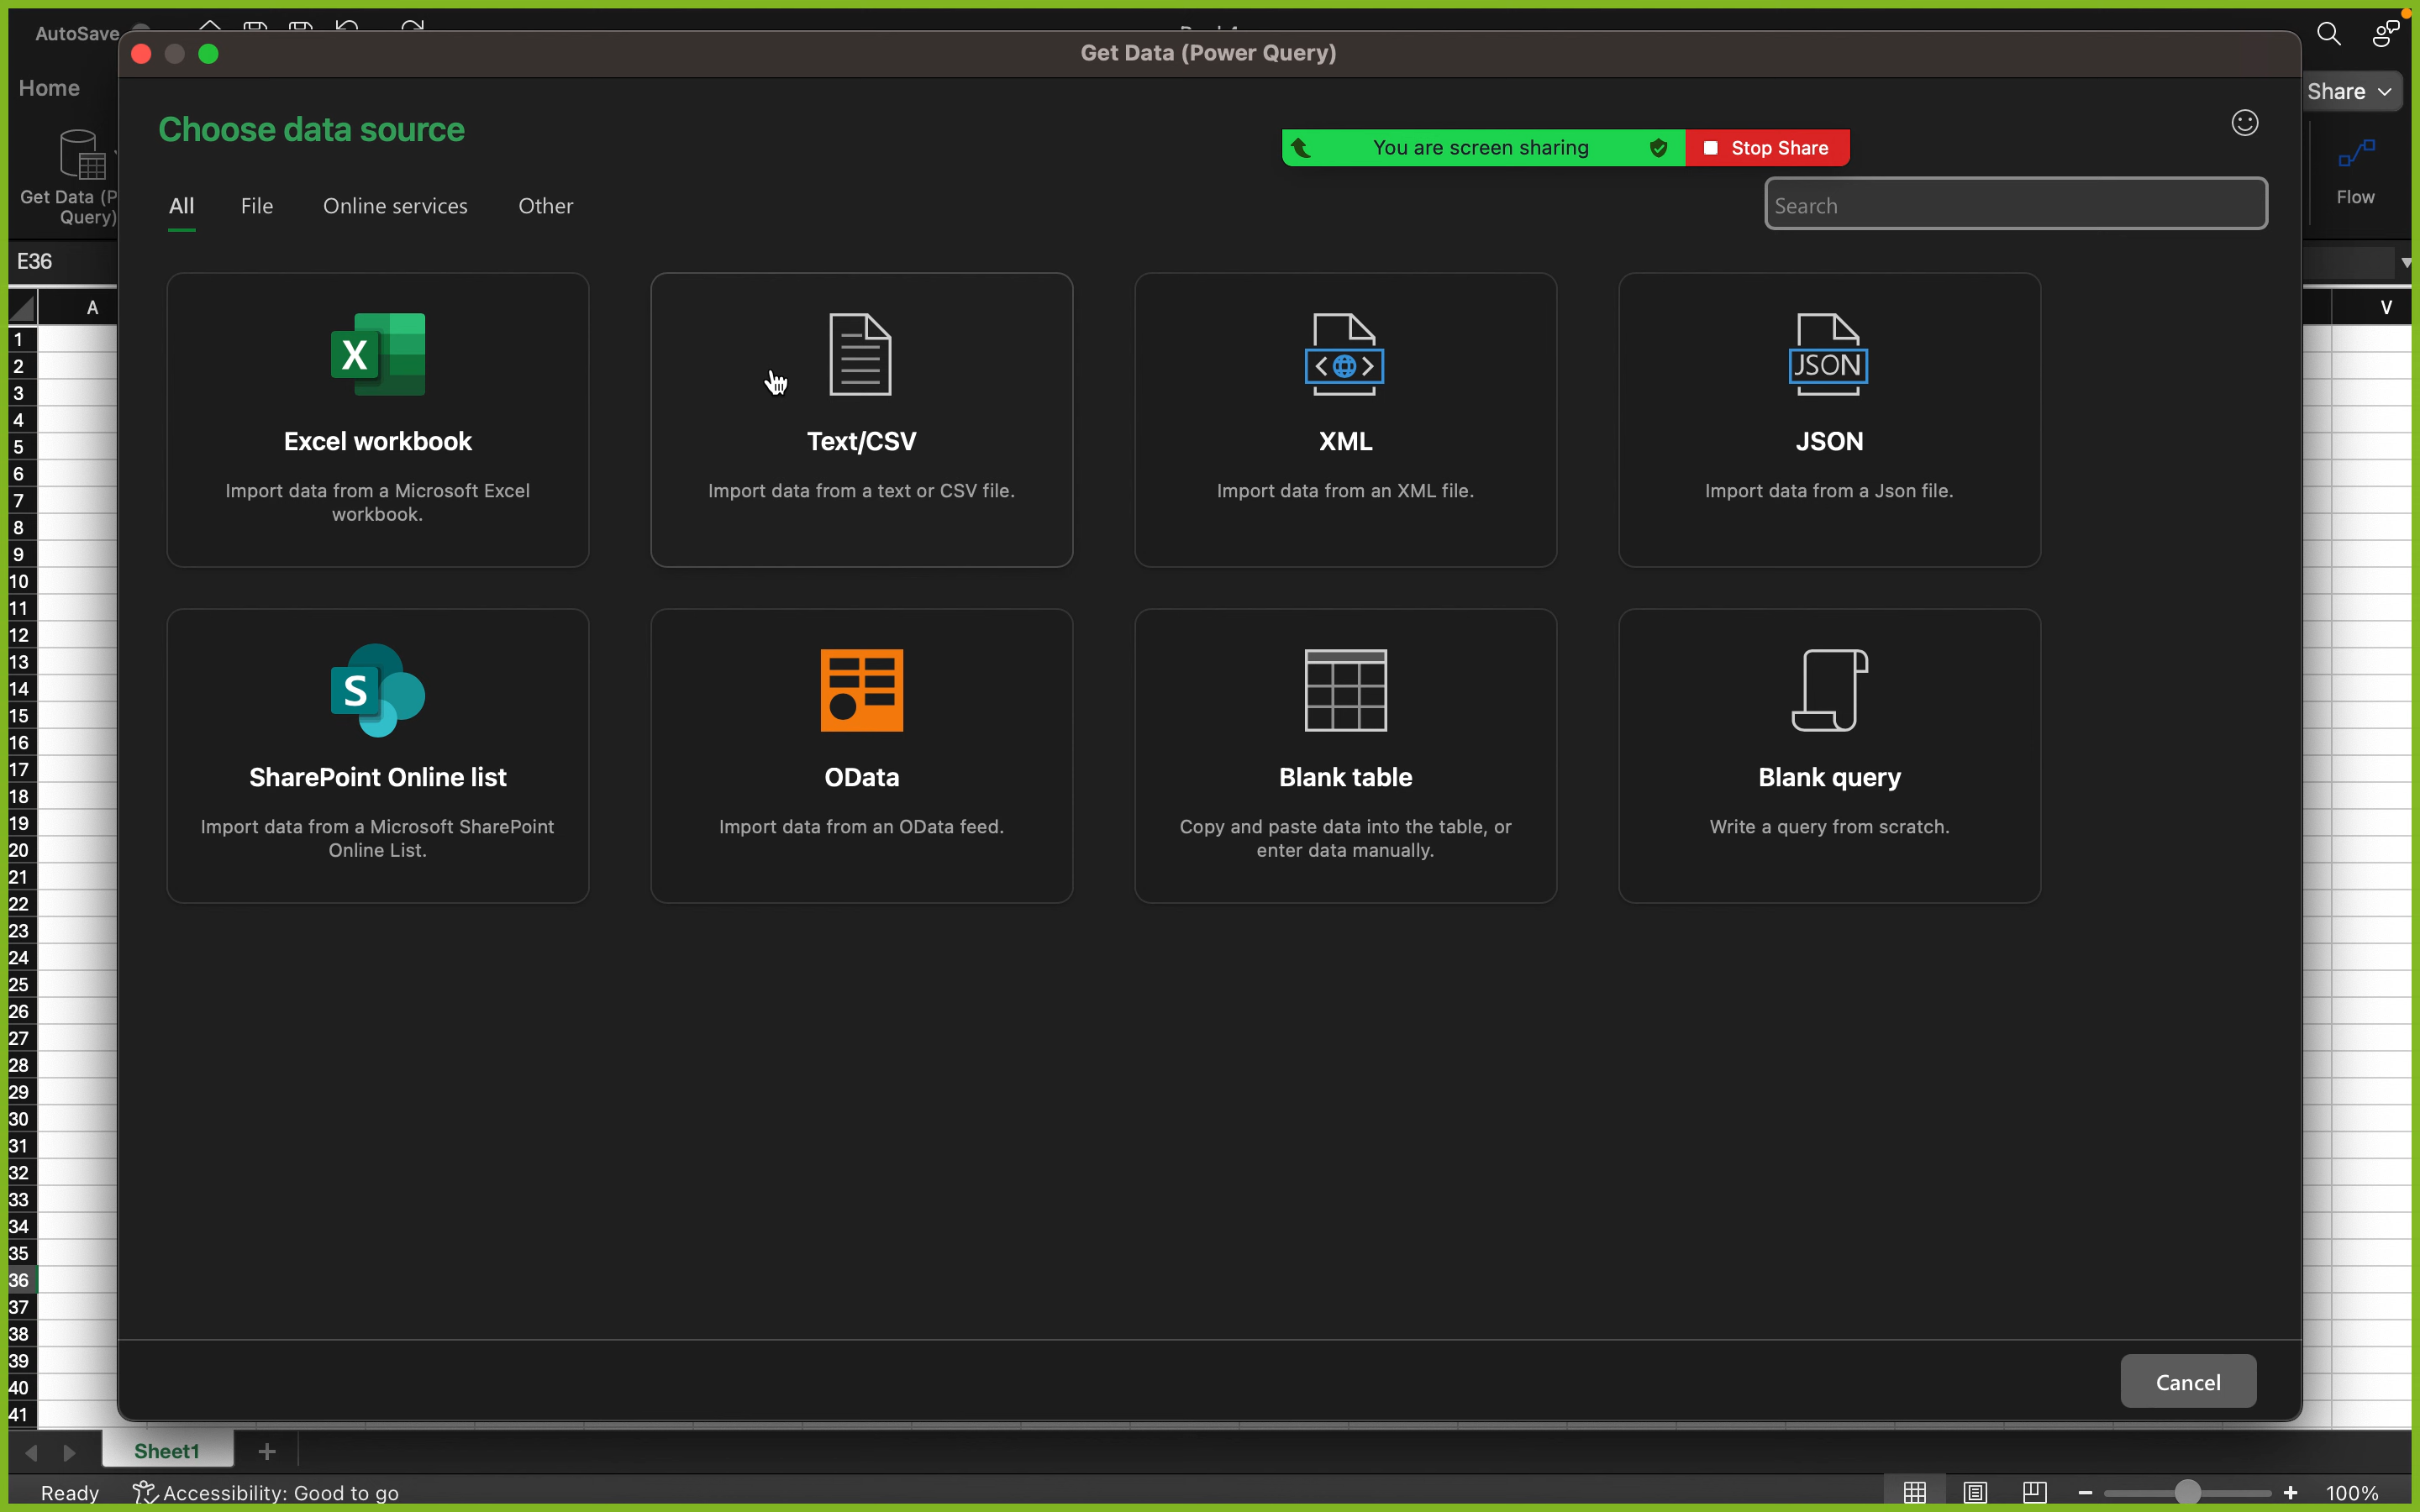 AutoSave
Get Data (Power Query)
Home
Share
Choose data source
You are screen sharing
Stop Share
Get Data (P
Query)
Flow
All
File
Online services
Other
Search
E36
A
V
1
2
3
4
5
6
7
8
9
10
11
12
13
14
15
16
17
18
19
20
21
22
23
24
25
26
27
28
29
30
31
32
33
34
35
36
37
38
39
40
41
X
Excel workbook
Import data from a Microsoft Excel
workbook.
Text/CSV
Import data from a text or CSV file.
XML
Import data from an XML file.
JSON
JSON
Import data from a Json file.
S
SharePoint Online list
Import data from a Microsoft SharePoint
Online List.
OData
Import data from an OData feed.
Blank table
Copy and paste data into the table, or
enter data manually.
Blank query
Write a query from scratch.
Cancel
Sheet1
Ready
Accessibility: Good to go
100%